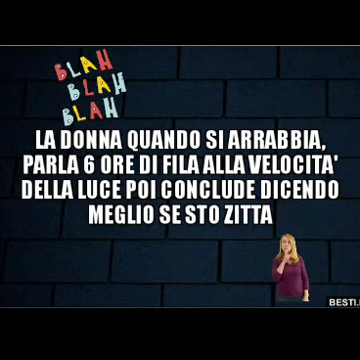 BLAH
BLAH
BLAH
LA DONNA QUANDO SI ARRABBIA,
PARLA 6 ORE DI FILA ALLA VELOCITA'
DELLA LUCE POI CONCLUDE DICENDO
MEGLIO SE STO ZITTA
BESTI.